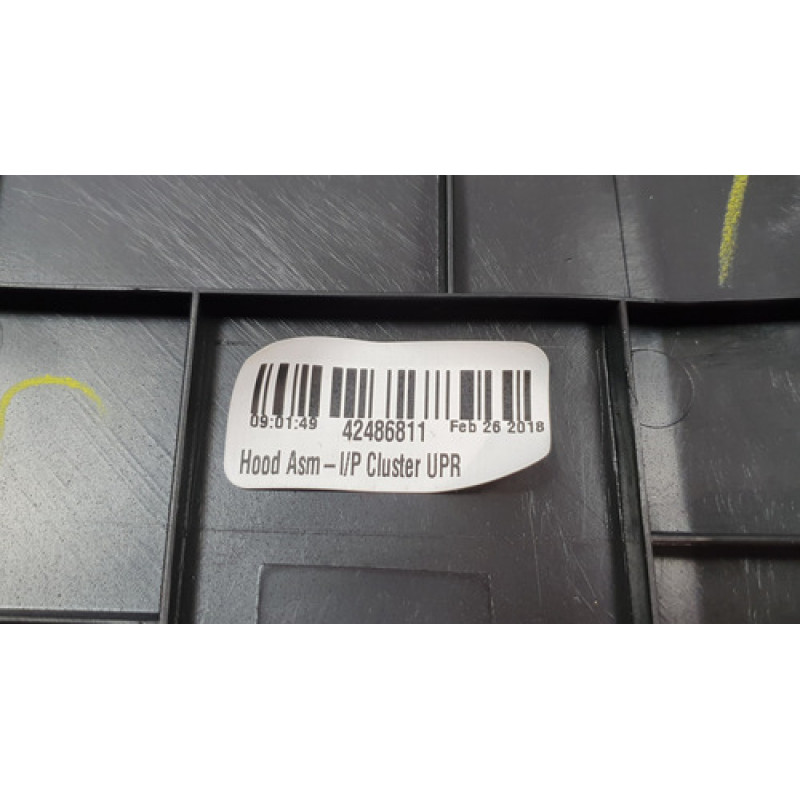 09:01:49 42486811 Feb 26 2018
Hood Asm – I/P Cluster UPR